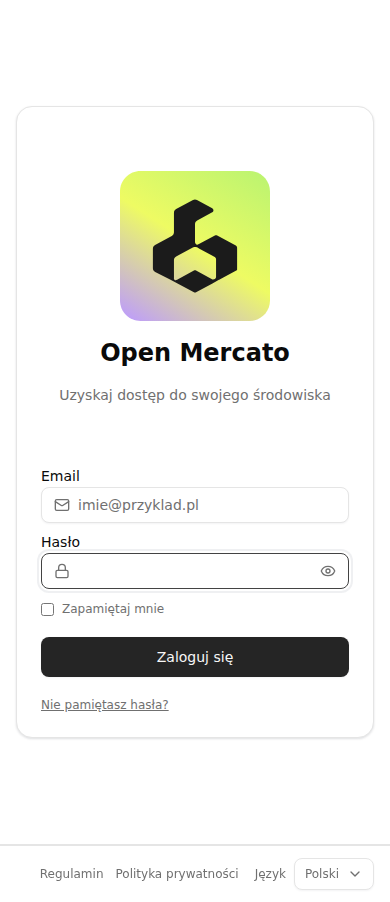 Open Mercato
Uzyskaj dostęp do swojego środowiska
Email
imie@przyklad.pl
Hasło
Zapamiętaj mnie
Zaloguj się
Nie pamiętasz hasła?
Regulamin Polityka prywatności Język Polski